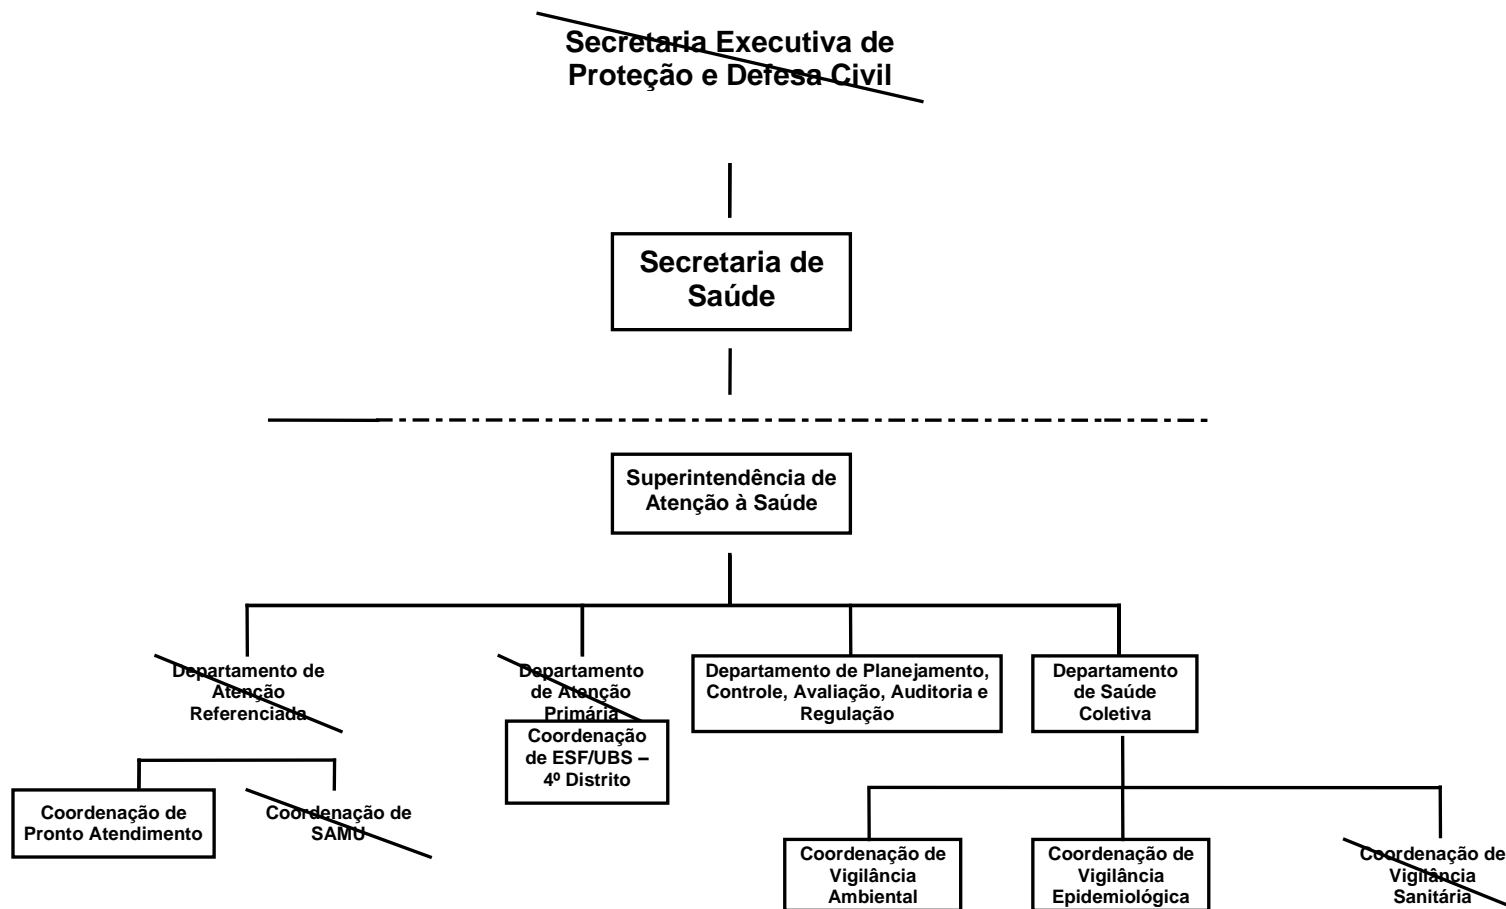 Secretaria Executiva de
Proteção e Defesa Civil
Secretaria de
Saúde
Superintendência de
Atenção à Saúde
Departamento de
Atenção
Referenciada
Departamento
de Atenção
Primária
Departamento de Planejamento,
Controle, Avaliação, Auditoria e
Regulação
Departamento
de Saúde
Coletiva
Coordenação
de ESF/UBS –
4º Distrito
Coordenação de
Pronto Atendimento
Coordenação de
SAMU
Coordenação de
Vigilância
Ambiental
Coordenação de
Vigilância
Epidemiológica
Coordenação de
Vigilância
Sanitária